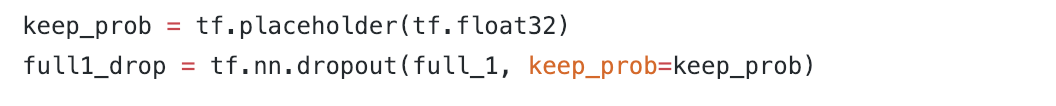 keep_prob = tf.placeholder(tf.float32)
full1_drop = tf.nn.dropout(full_1, keep_prob=keep_prob)